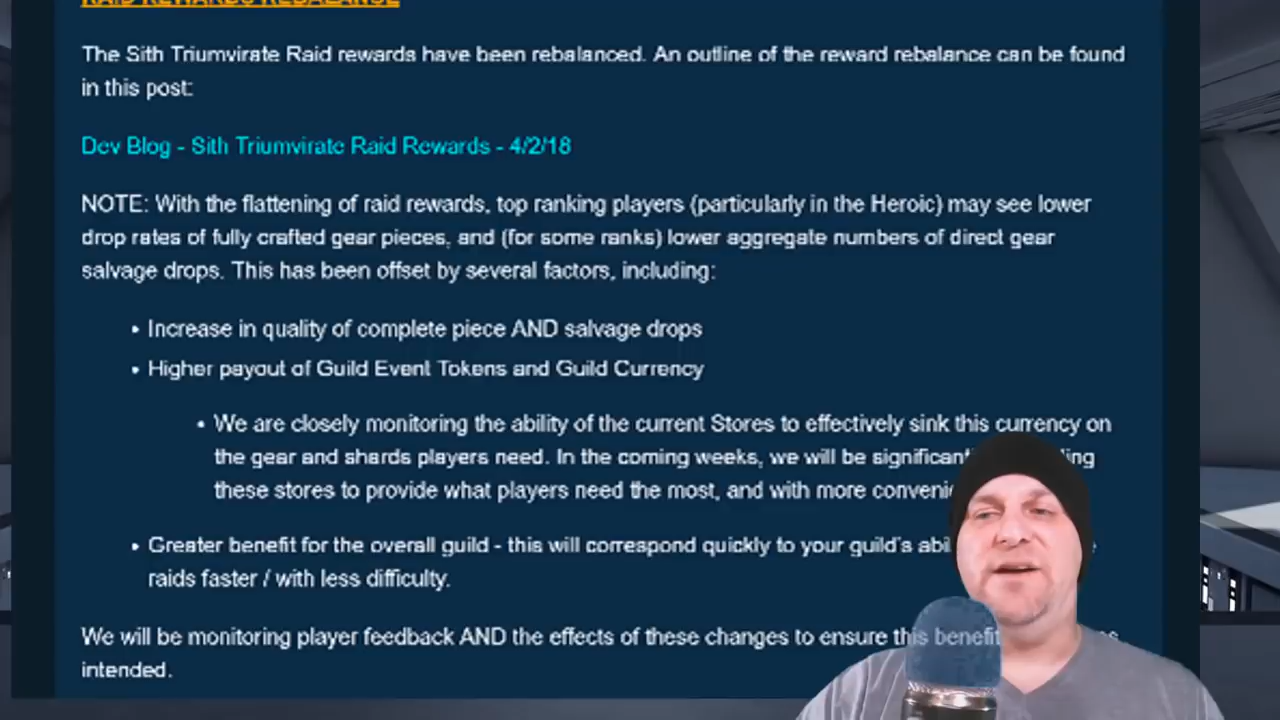 RAID REWARDS REBALANCE
The Sith Triumvirate Raid rewards have been rebalanced. An outline of the reward rebalance can be found
in this post:
Dev Blog - Sith Triumvirate Raid Rewards - 4/2/18
NOTE: With the flattening of raid rewards, top ranking players (particularly in the Heroic) may see lower
drop rates of fully crafted gear pieces, and (for some ranks) lower aggregate numbers of direct gear
salvage drops. This has been offset by several factors, including:
• Increase in quality of complete piece AND salvage drops
• Higher payout of Guild Event Tokens and Guild Currency
• We are closely monitoring the ability of the current Stores to effectively sink this currency on
the gear and shards players need. In the coming weeks, we will be
these stores to provide what players need the most, and with more
• Greater benefit for the overall guild - this will correspond quickly to your guild's
raids faster / with less difficulty.
We will be monitoring player feedback AND the effects of these changes to ensure this
intended.